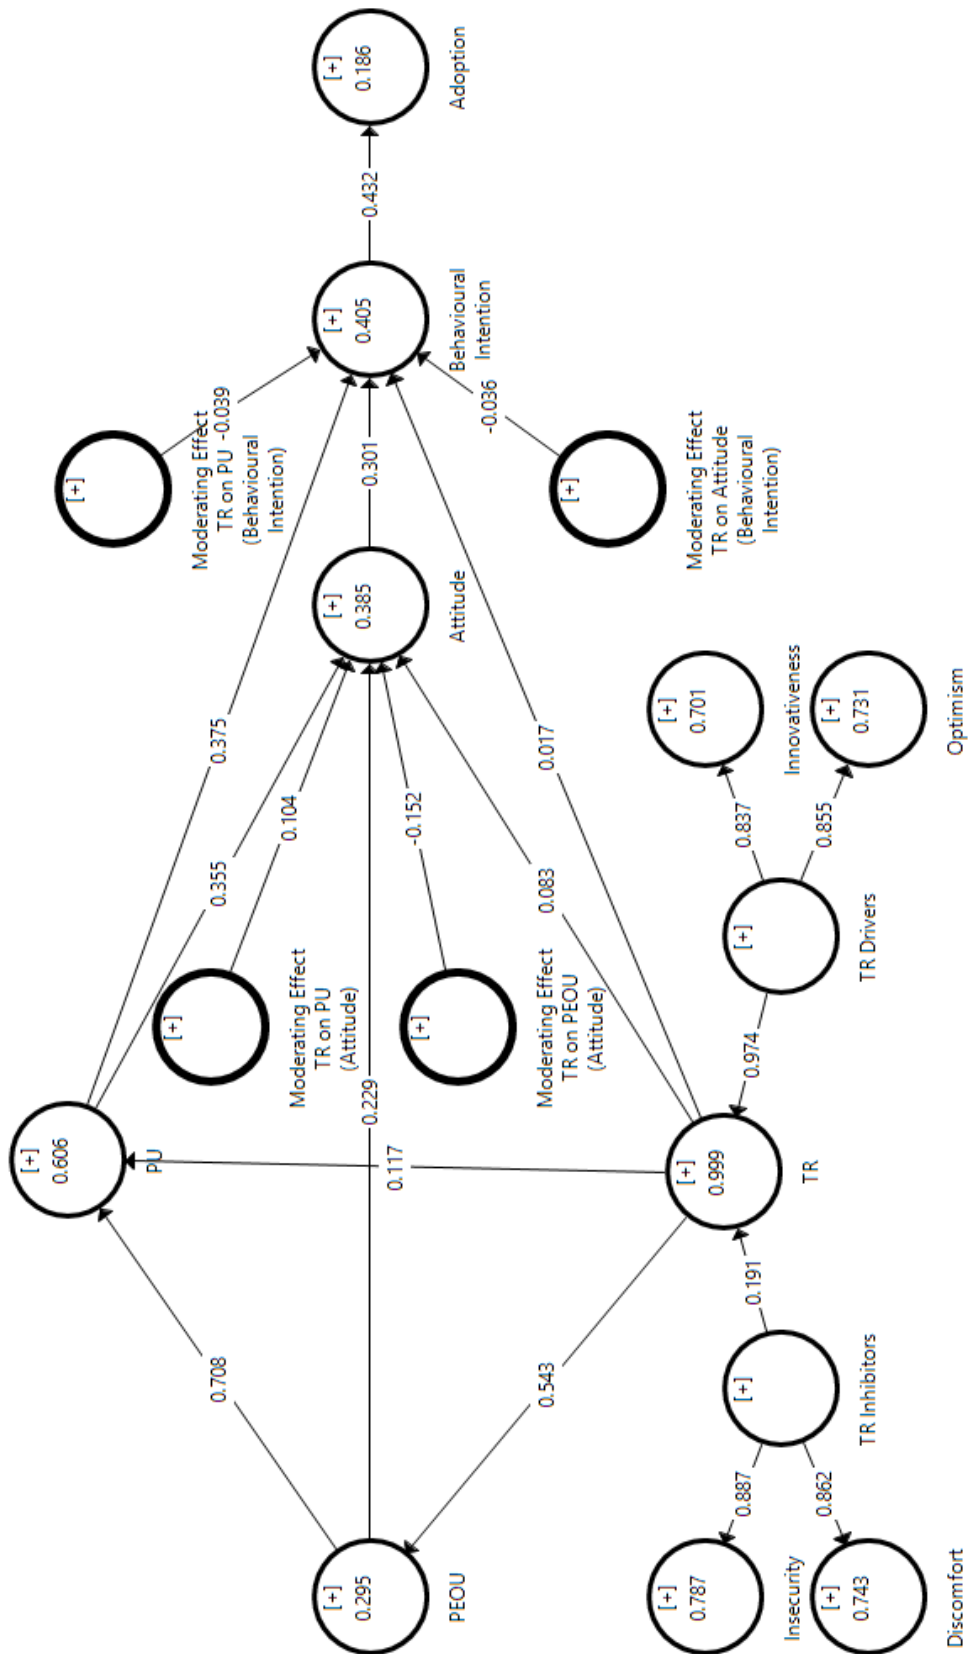 [+]
0.606
PU
[+]
Moderating Effect
TR on PU
(Behavioural
Intention)
-0.039
0.708
0.355
0.375
[+]
Moderating Effect
TR on PU
(Attitude)
0.104
[+]
0.295
PEOU
0.117
0.229
[+]
0.385
Attitude
0.301
[+]
0.405
Behavioural
Intention
0.432
[+]
0.186
Adoption
[+]
Moderating Effect
TR on PEOU
(Attitude)
-0.152
-0.036
0.543
0.083
0.017
[+]
Moderating Effect
TR on Attitude
(Behavioural
Intention)
[+]
0.999
TR
[+]
0.787
Insecurity
0.887
0.191
0.974
0.837
[+]
0.701
Innovativeness
[+]
TR Inhibitors
[+]
TR Drivers
0.862
0.855
[+]
0.743
Discomfort
[+]
0.731
Optimism